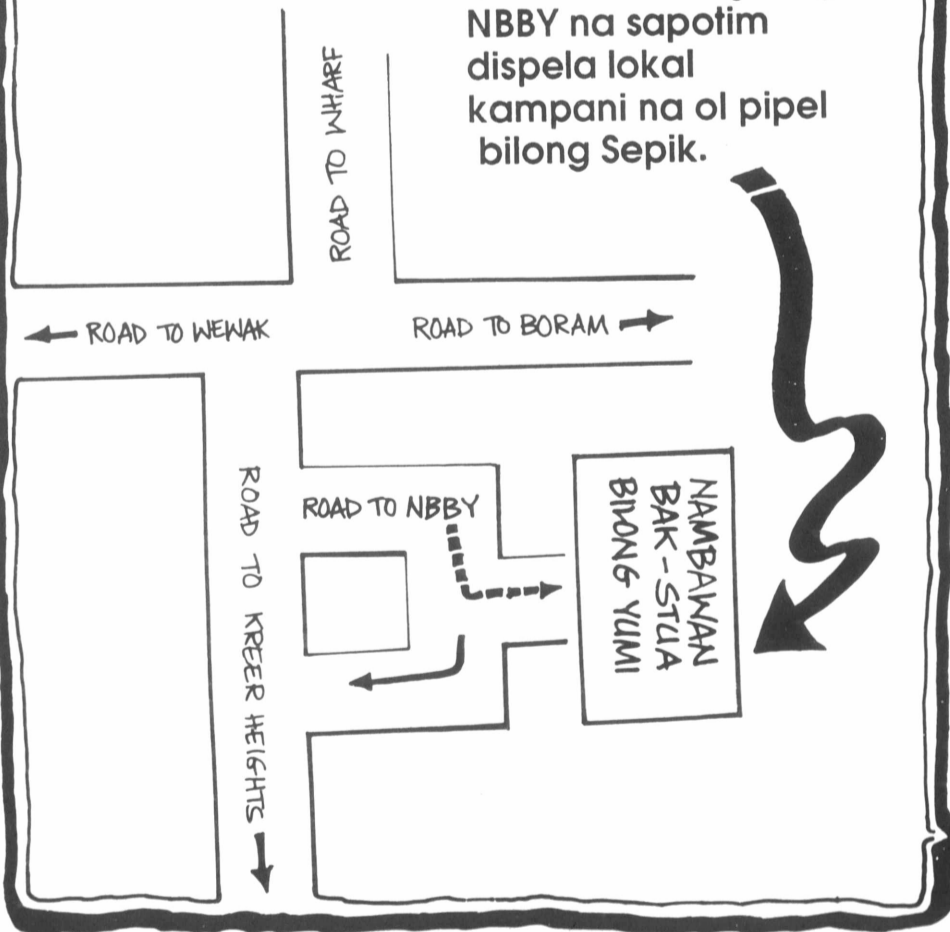 NBBY na sapotim
dispela lokal
kampani na ol pipel
bilong Sepik.
ROAD TO WHARF
ROAD TO WEWAK
ROAD TO BORAM
ROAD TO NBBY
ROAD TO KREER HEIGHTS
NAMBAWAN
BAK-STUA
BILONG YUMI